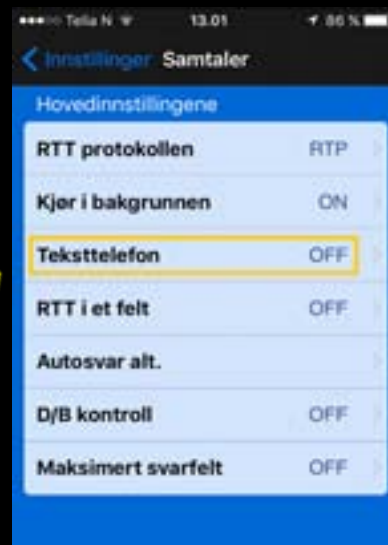 Telia N 13.01 86 %
Innstillinger Samtaler
Hovedinnstillingene
RTT protokollen RTP
Kjør i bakgrunnen ON
Teksttelefon OFF
RTT i et felt OFF
Autosvar alt.
D/B kontroll OFF
Maksimert svarfelt OFF